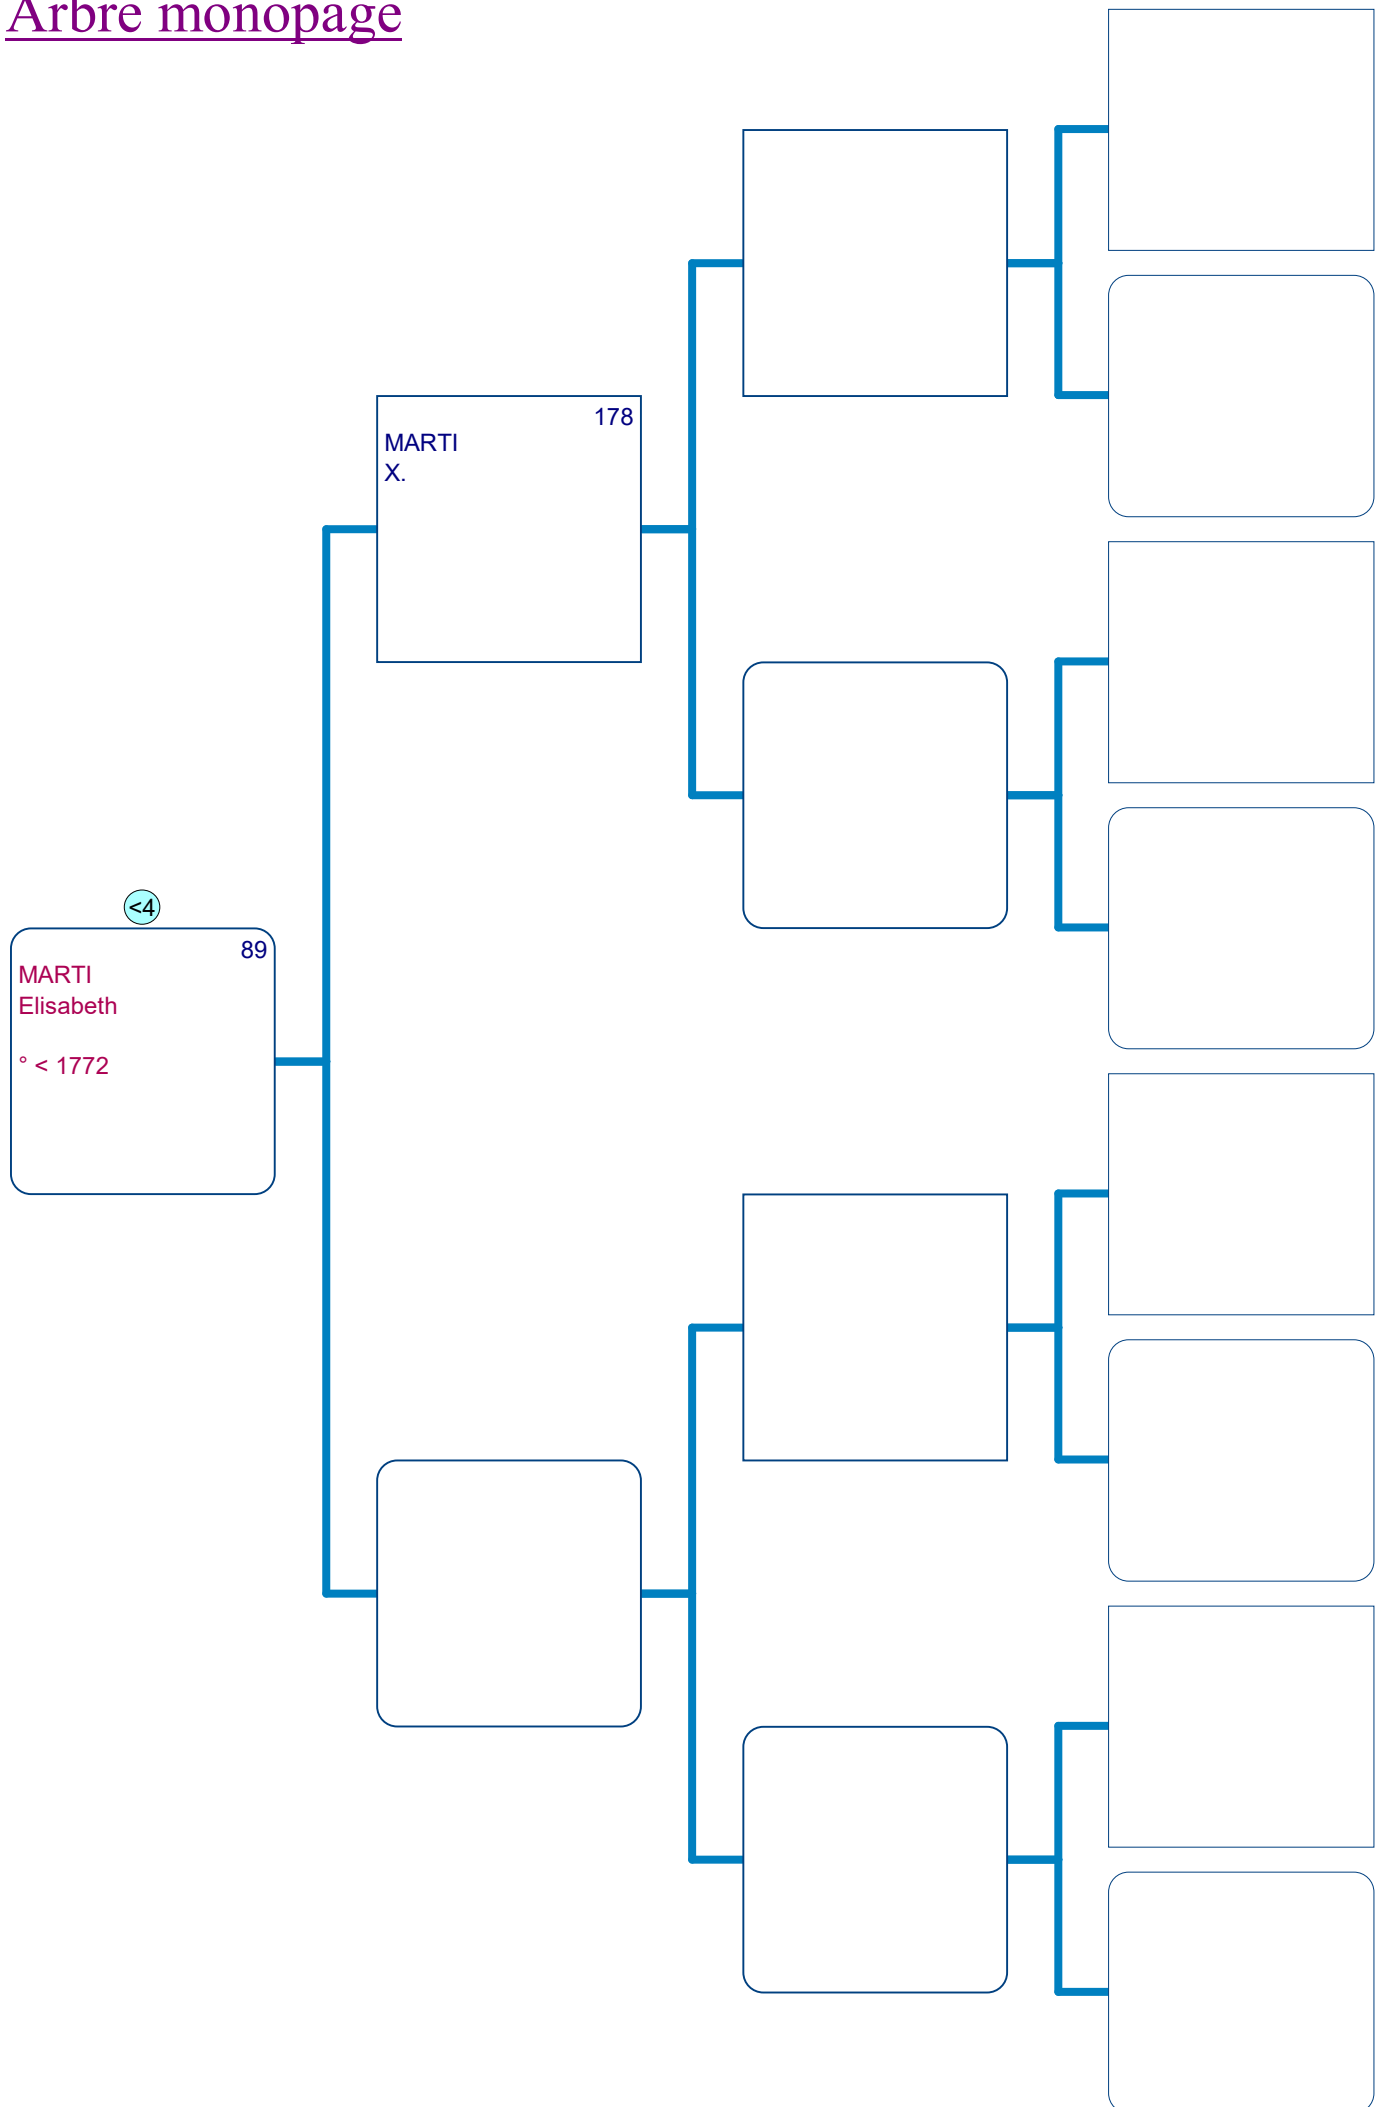 Arbre monopage
178
MARTI
X.
<4
89
MARTI
Elisabeth
° < 1772